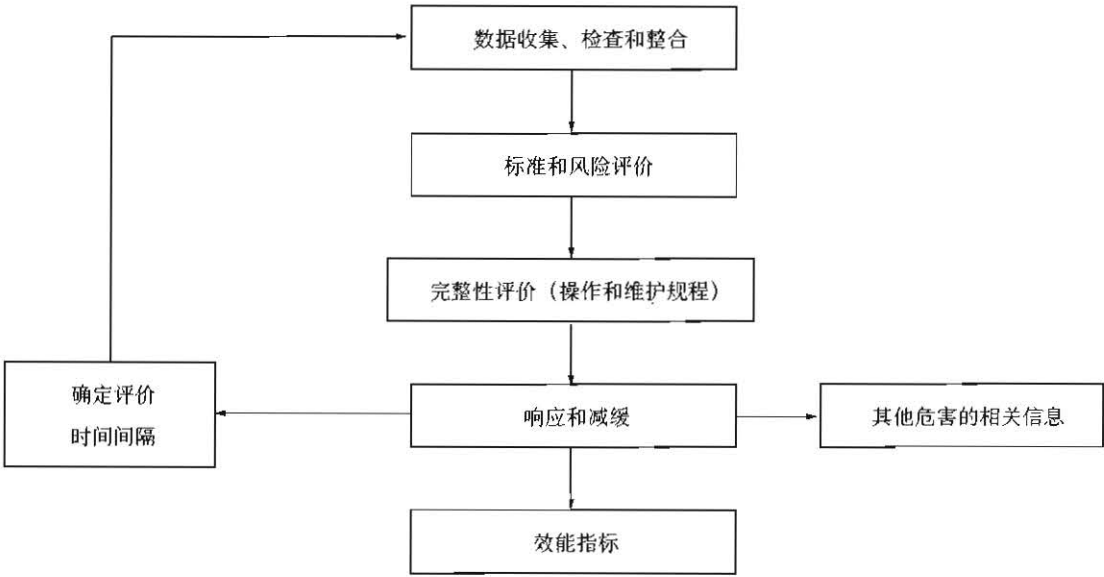 数据收集、检查和整合
标准和风险评价
完整性评价（操作和维护规程）
确定评价
时间间隔
响应和减缓
其他危害的相关信息
效能指标